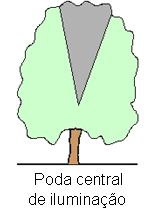 Poda central
de iluminação